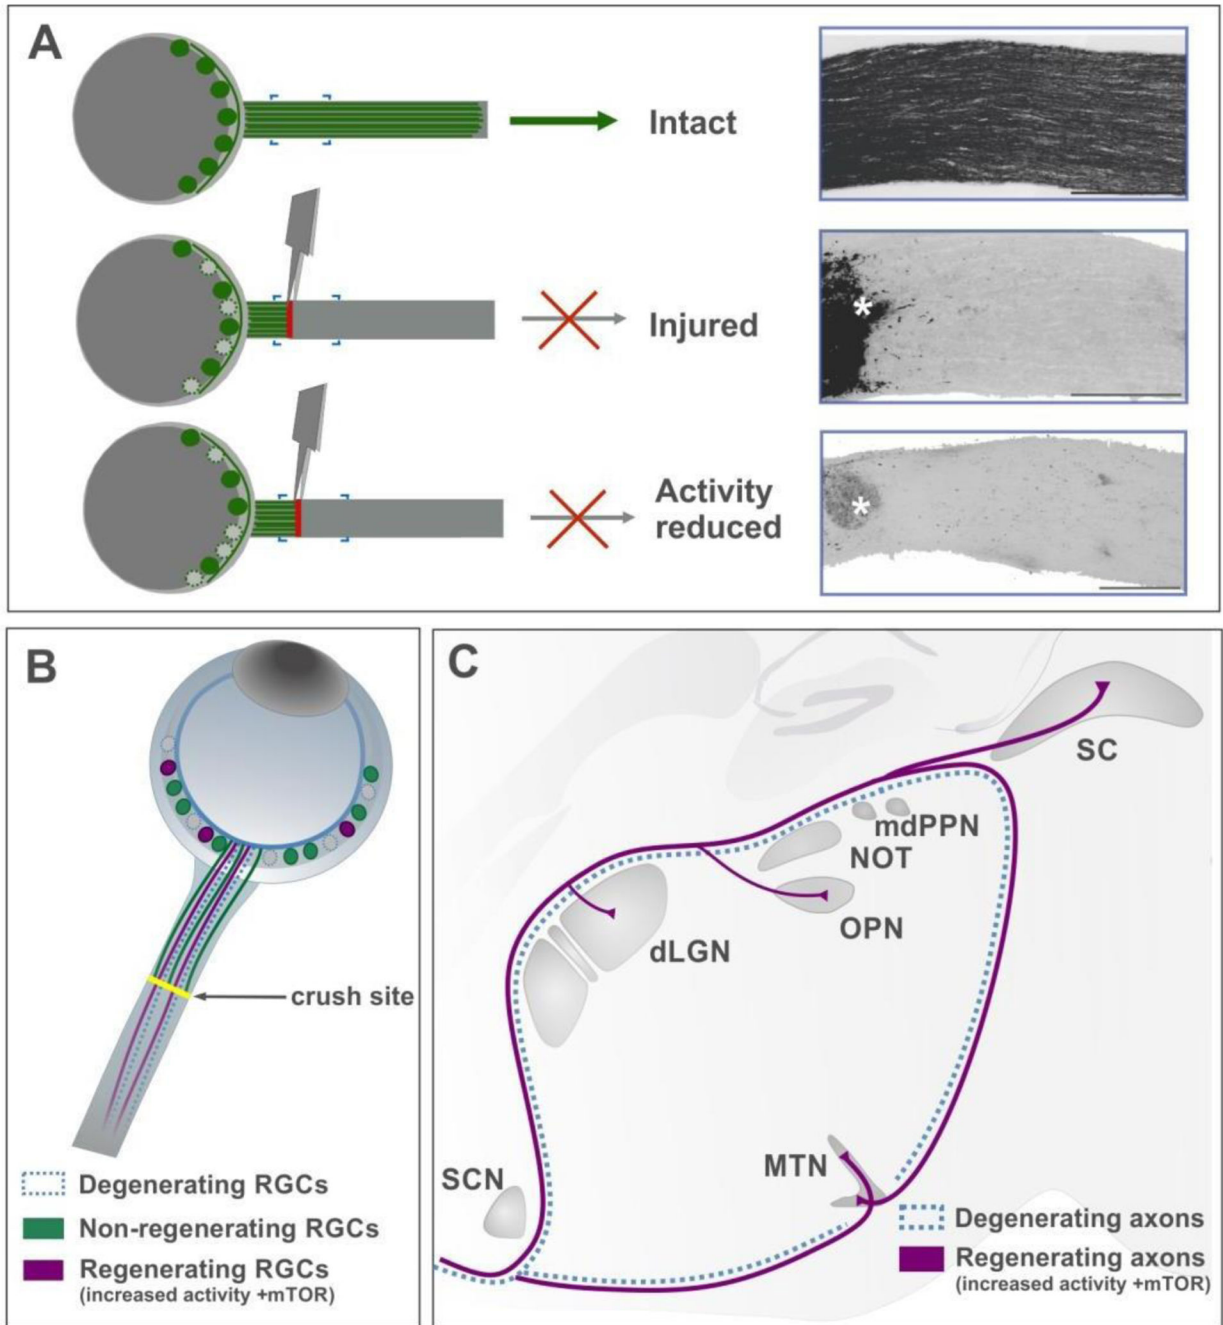 A
Intact
*
Injured
*
Activity
reduced
B
crush site
Degenerating RGCs
Non-regenerating RGCs
Regenerating RGCs
(increased activity +mTOR)
C
SC
mdPPN
NOT
OPN
dLGN
MTN
SCN
Degenerating axons
Regenerating axons
(increased activity +mTOR)